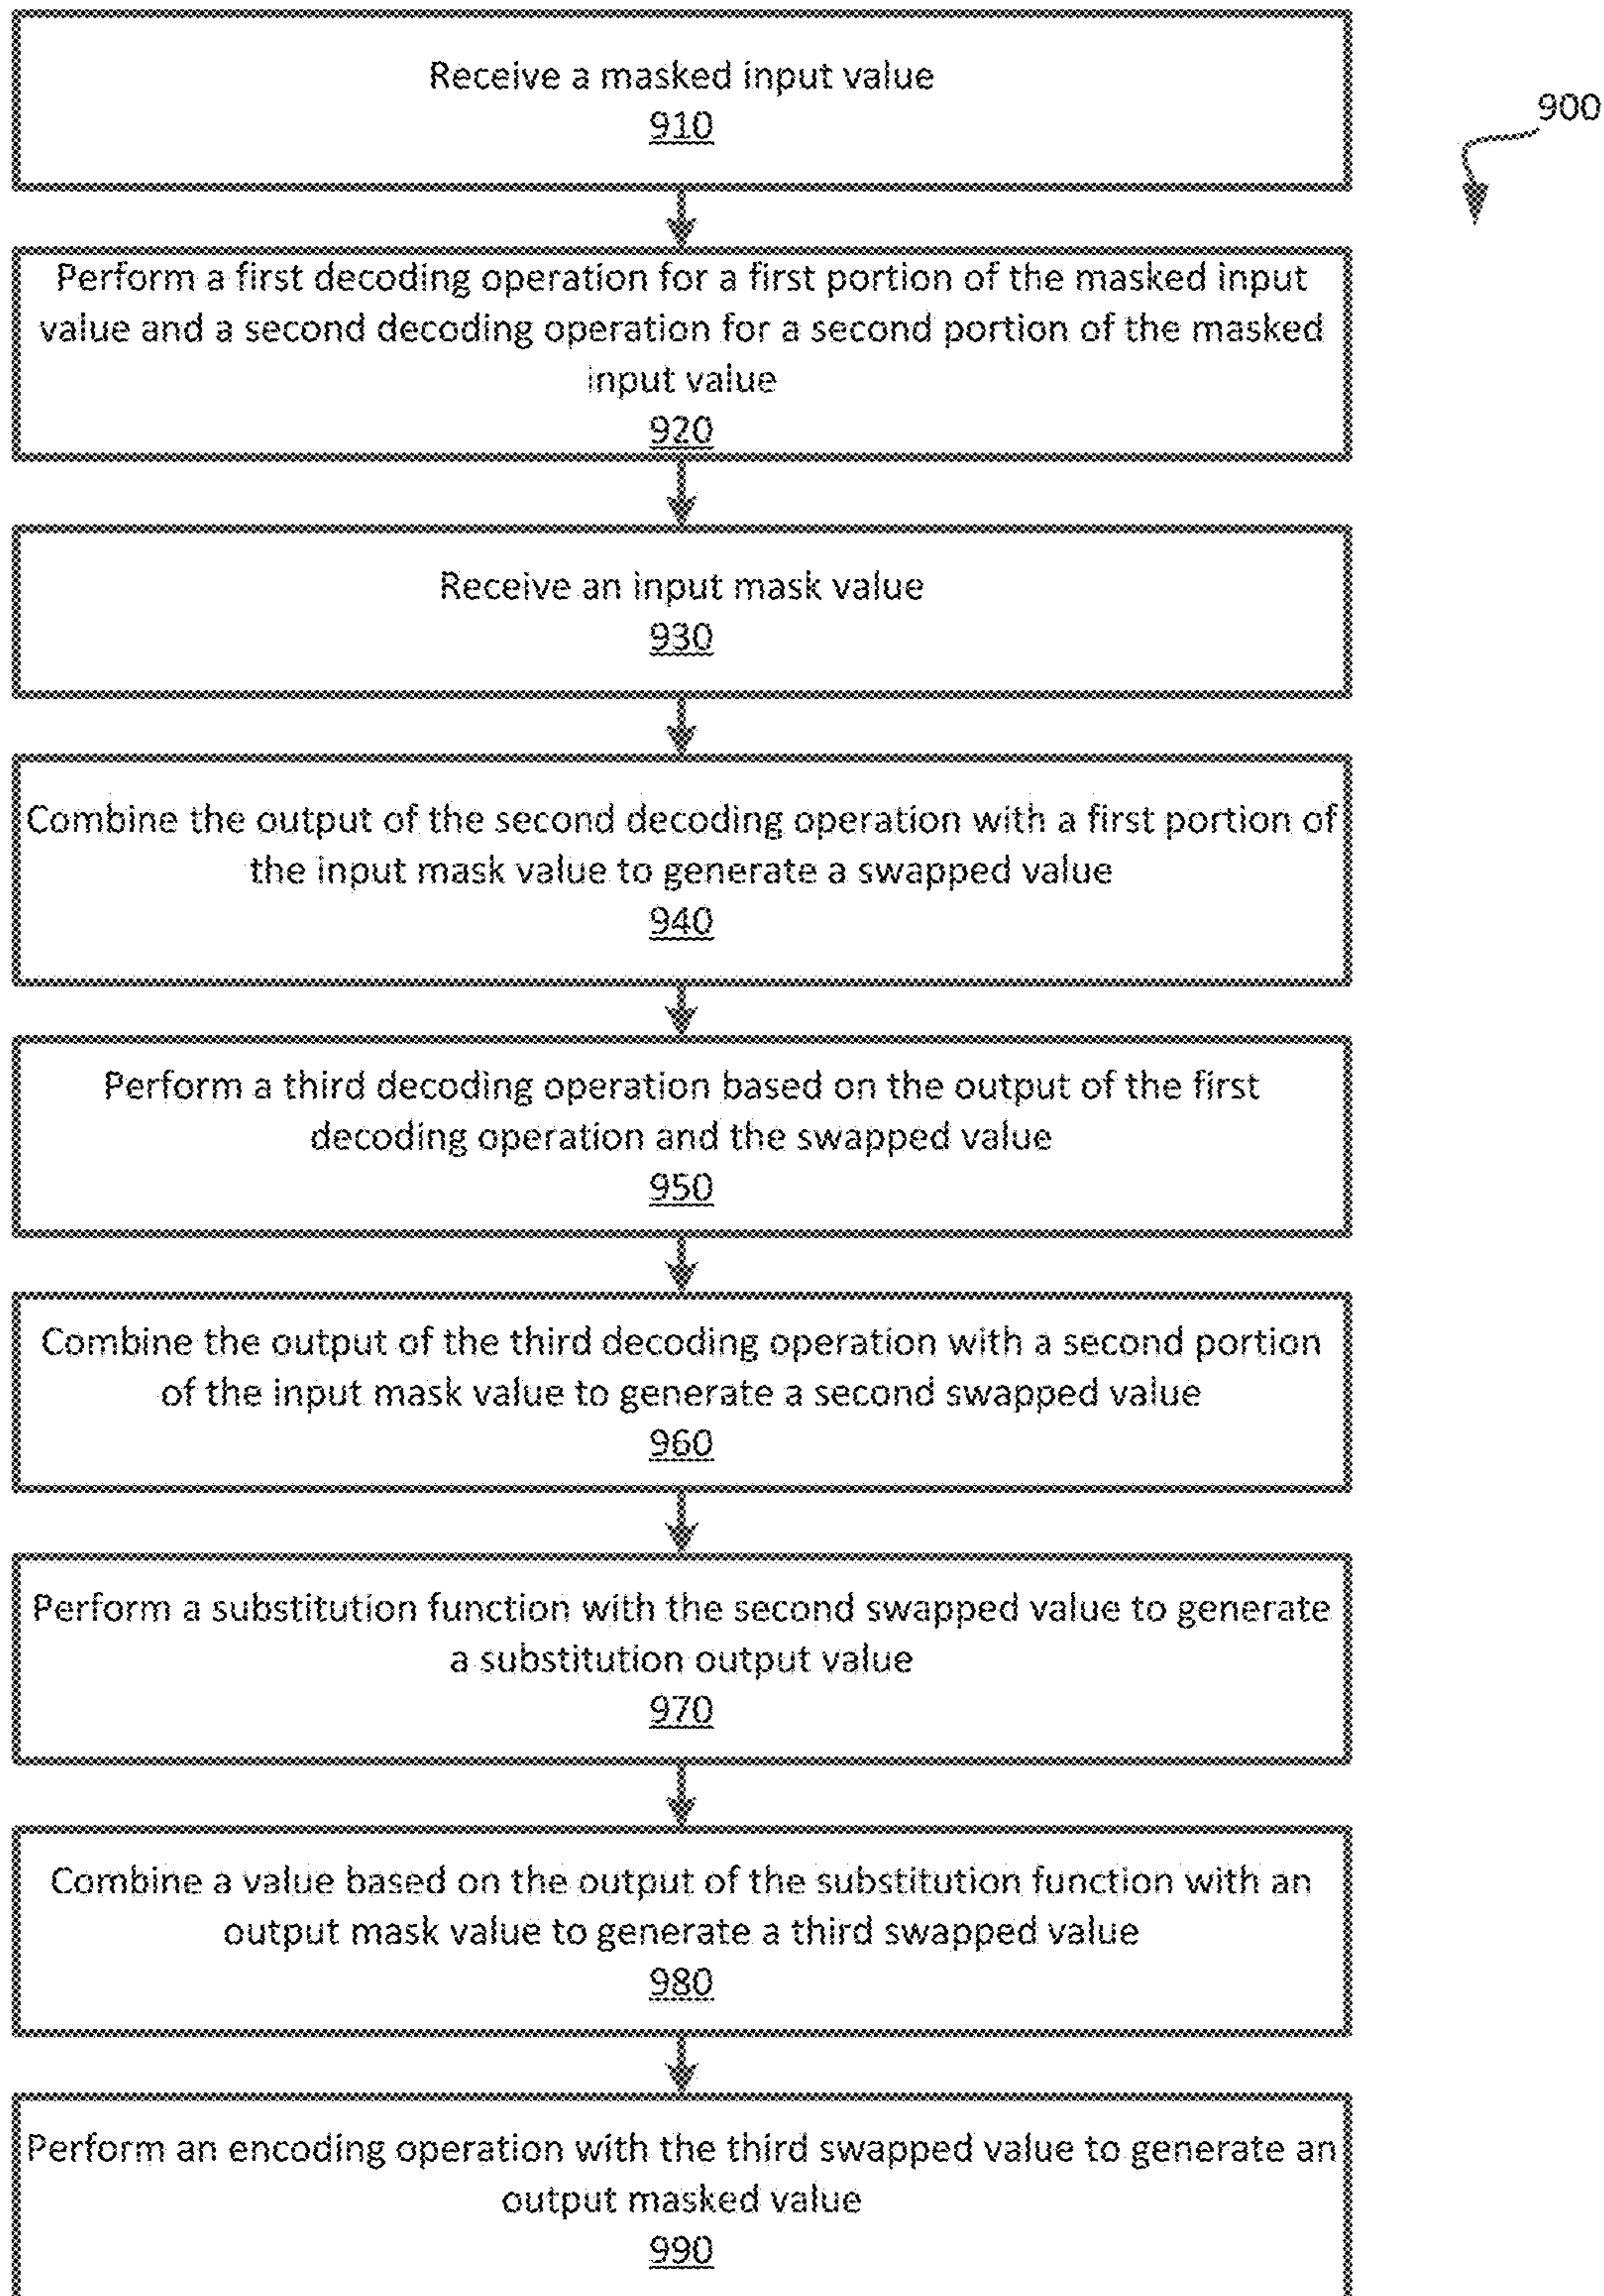 Receive a masked input value
910
900
Perform a first decoding operation for a first portion of the masked input
value and a second decoding operation for a second portion of the masked
input value
920
Receive an input mask value
930
Combine the output of the second decoding operation with a first portion of
the input mask value to generate a swapped value
940
Perform a third decoding operation based on the output of the first
decoding operation and the swapped value
950
Combine the output of the third decoding operation with a second portion
of the input mask value to generate a second swapped value
960
Perform a substitution function with the second swapped value to generate
a substitution output value
970
Combine a value based on the output of the substitution function with an
output mask value to generate a third swapped value
980
Perform an encoding operation with the third swapped value to generate an
output masked value
990